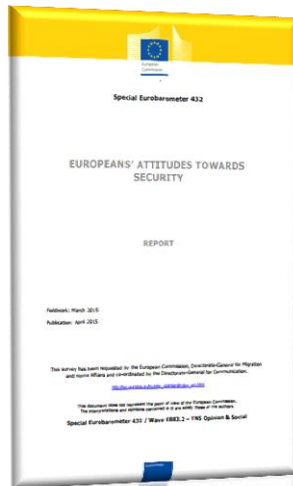 European
Commission
Special Eurobarometer 432
EUROPEANS' ATTITUDES TOWARDS
SECURITY
REPORT
Fieldwork: March 2015
Publication: April 2015
This survey has been requested by the European Commission, Directorate-General for Migration
and Home Affairs and co-ordinated by the Directorate-General for Communication.
This document does not represent the point of view of the European Commission.
The interpretations and opinions contained in it are solely those of the authors.
Special Eurobarometer 432 / Wave EB83.2 – TNS Opinion & Social